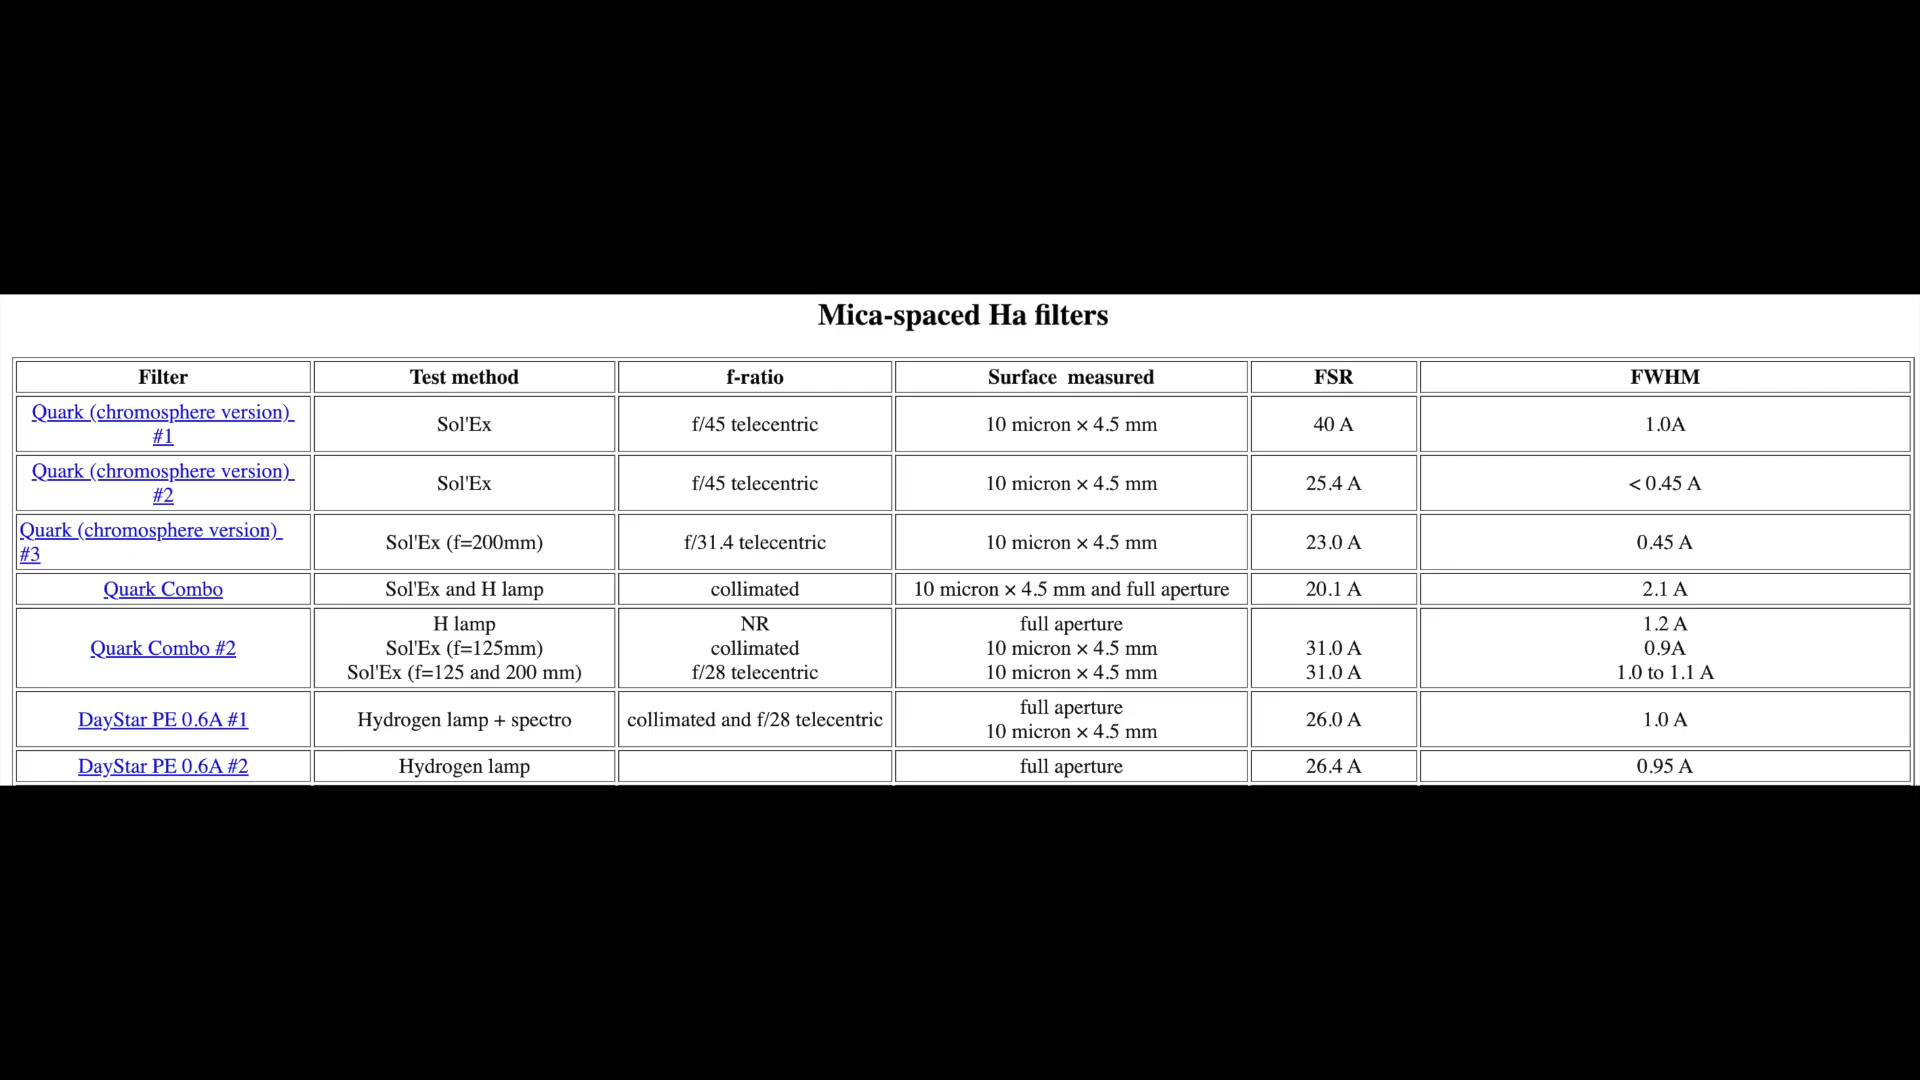 Mica-spaced Ha filters
Filter Test method f-ratio Surface measured FSR FWHM
Quark (chromosphere version)
#1 Sol'Ex f/45 telecentric 10 micron × 4.5 mm 40 A 1.0A
Quark (chromosphere version)
#2 Sol'Ex f/45 telecentric 10 micron × 4.5 mm 25.4 A < 0.45 A
Quark (chromosphere version)
#3 Sol'Ex (f=200mm) f/31.4 telecentric 10 micron × 4.5 mm 23.0 A 0.45 A
Quark Combo Sol'Ex and H lamp collimated 10 micron × 4.5 mm and full aperture 20.1 A 2.1 A
H lamp NR full aperture 1.2 A
Quark Combo #2 Sol'Ex (f=125mm) collimated 10 micron × 4.5 mm 31.0 A 0.9A
Sol'Ex (f=125 and 200 mm) f/28 telecentric 10 micron × 4.5 mm 31.0 A 1.0 to 1.1 A
DayStar PE 0.6A #1 Hydrogen lamp + spectro collimated and f/28 telecentric full aperture 26.0 A 1.0 A
10 micron × 4.5 mm
DayStar PE 0.6A #2 Hydrogen lamp full aperture 26.4 A 0.95 A